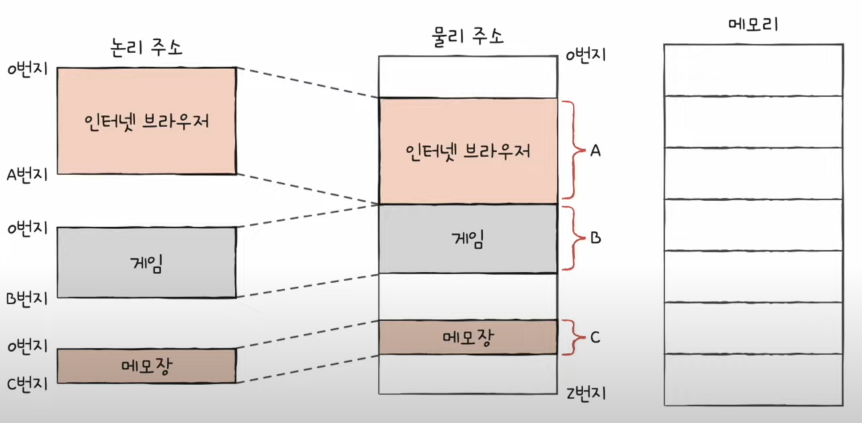 논리 주소
0번지
인터넷 브라우저
A번지
0번지
게임
B번지
0번지
메모장
C번지
물리 주소
0번지
인터넷 브라우저
A
게임
B
메모장
C
Z번지
메모리